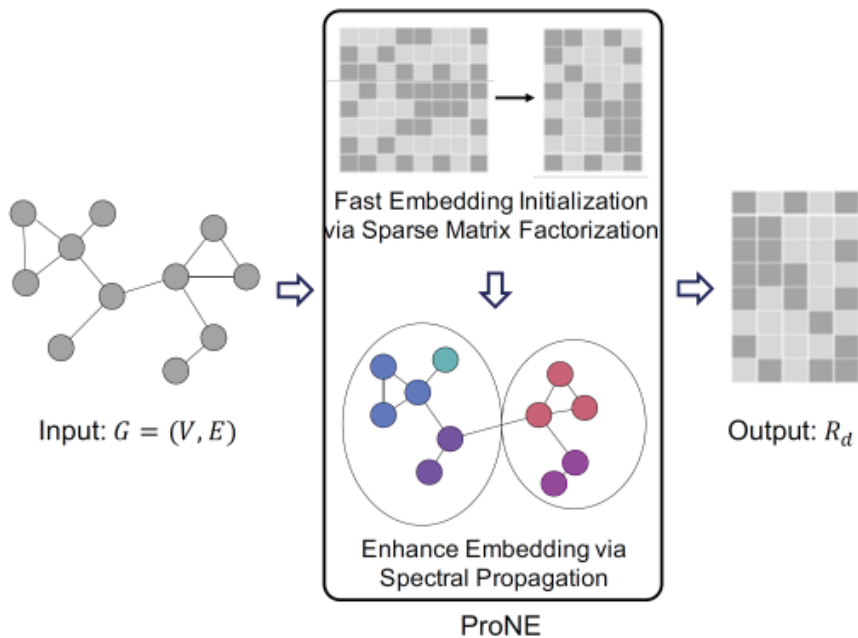 Fast Embedding Initialization
via Sparse Matrix Factorization
Input: G = (V, E)
Output: R_d
Enhance Embedding via
Spectral Propagation
ProNE